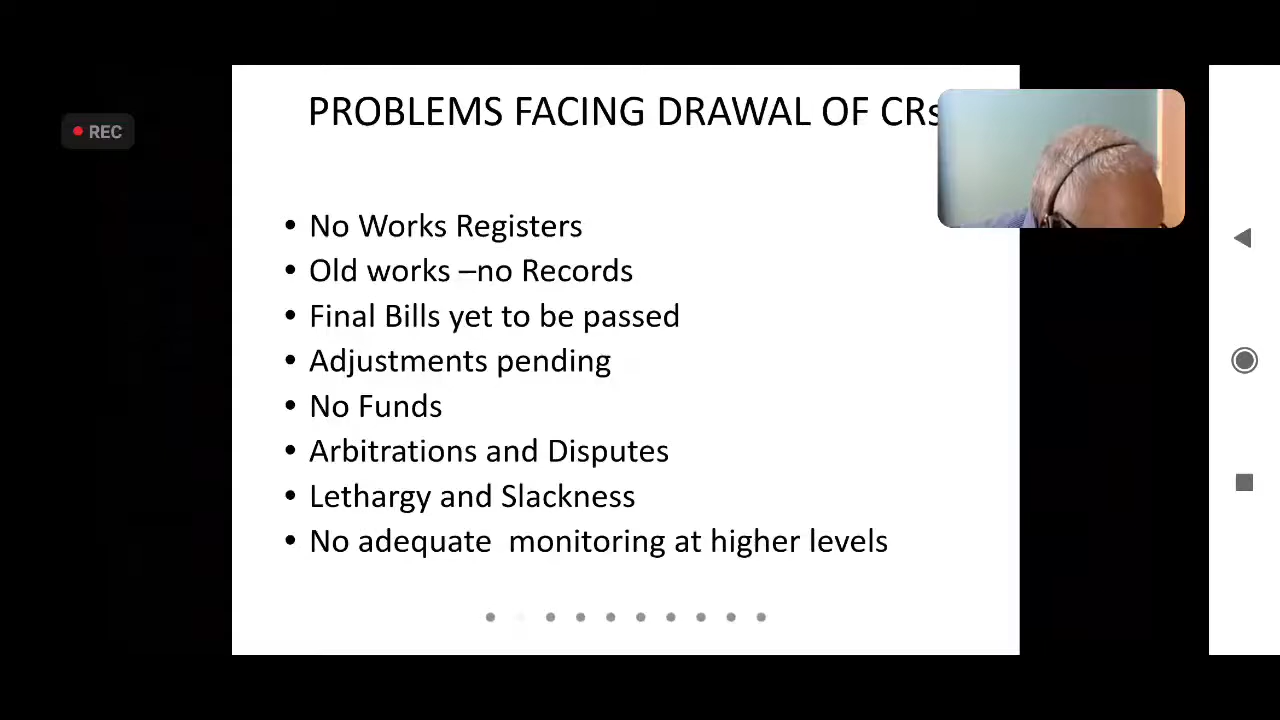 PROBLEMS FACING DRAWAL OF CRs
REC
• No Works Registers
• Old works –no Records
• Final Bills yet to be passed
• Adjustments pending
• No Funds
• Arbitrations and Disputes
• Lethargy and Slackness
• No adequate  monitoring at higher levels